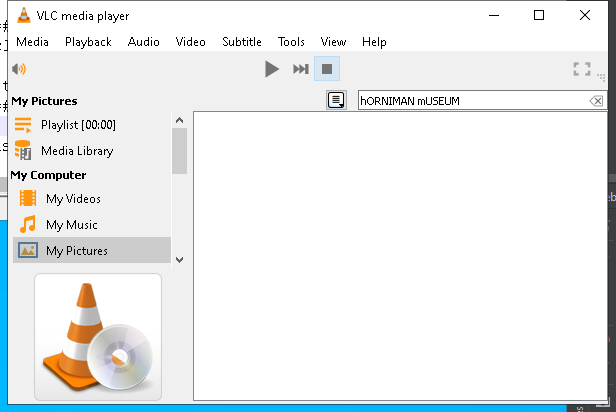 VLC media player
Media Playback Audio Video Subtitle Tools View Help
My Pictures
hORNIMAN mUSEUM
Playlist [00:00]
Media Library
My Computer
My Videos
My Music
My Pictures